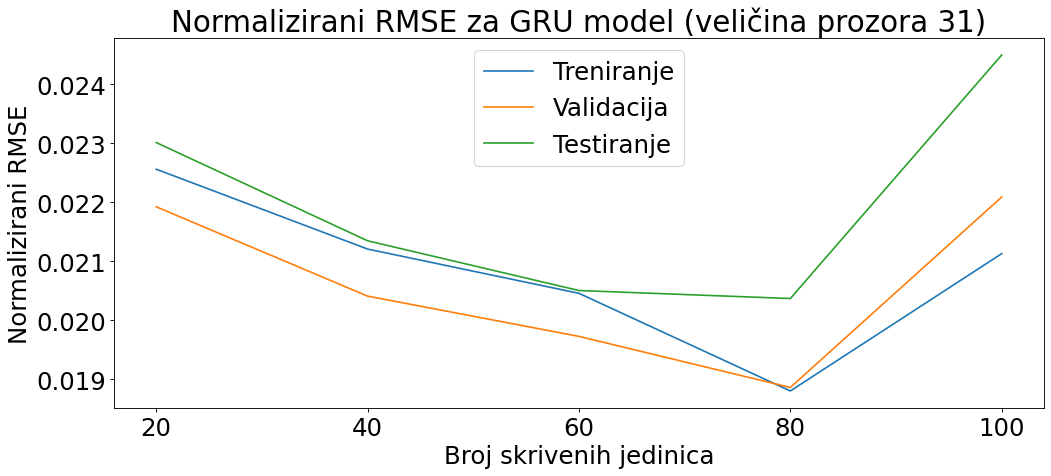 Normalizirani RMSE za GRU model (veličina prozora 31)
Treniranje
Validacija
Testiranje
Normalizirani RMSE
0.024
0.023
0.022
0.021
0.020
0.019
20 40 60 80 100
Broj skrivenih jedinica